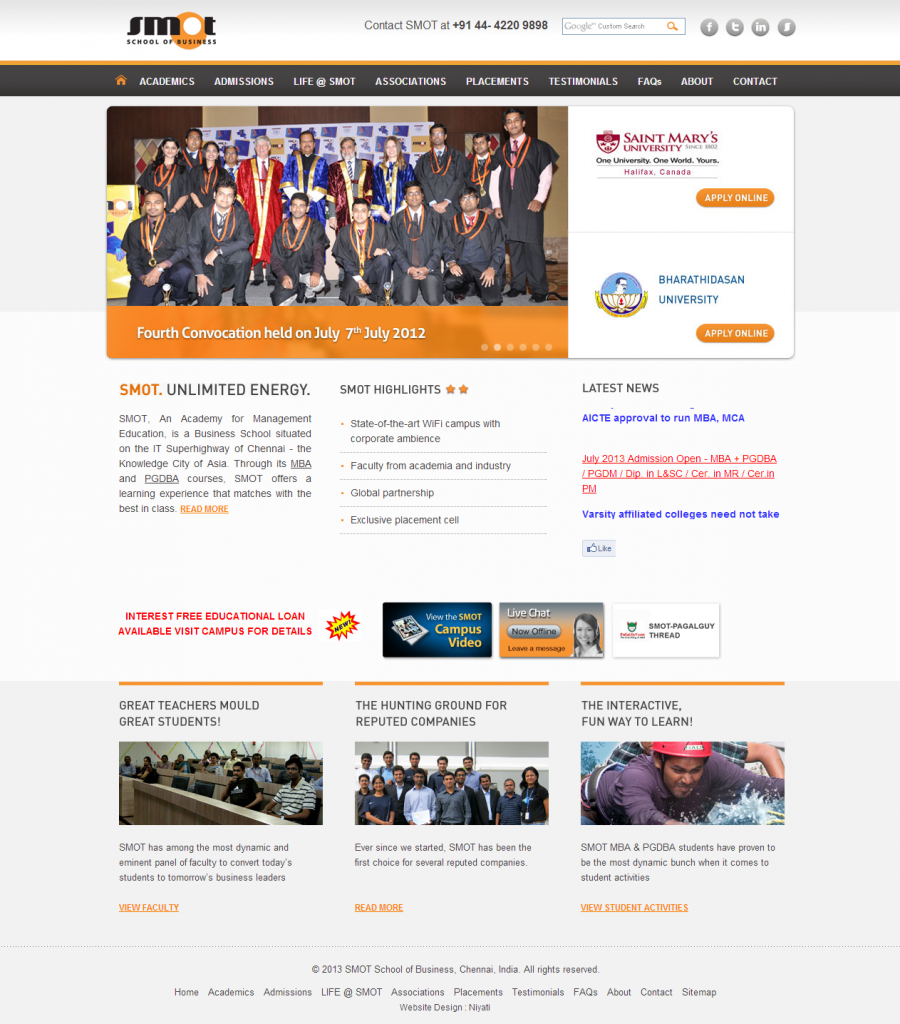 smot
SCHOOL OF BUSINESS
Contact SMOT at +91 44- 4220 9898
Google™ Custom Search
ACADEMICS ADMISSIONS LIFE @ SMOT ASSOCIATIONS PLACEMENTS TESTIMONIALS FAQs ABOUT CONTACT
SAINT MARY'S
UNIVERSITY SINCE 1802
One University. One World. Yours.
Halifax, Canada
APPLY ONLINE
BHARATHIDASAN
UNIVERSITY
APPLY ONLINE
Fourth Convocation held on July 7th July 2012
SMOT. UNLIMITED ENERGY.
SMOT, An Academy for Management
Education, is a Business School situated
on the IT Superhighway of Chennai - the
Knowledge City of Asia. Through its MBA
and PGDBA courses, SMOT offers a
learning experience that matches with the
best in class. READ MORE
SMOT HIGHLIGHTS
State-of-the-art WiFi campus with
corporate ambience
Faculty from academia and industry
Global partnership
Exclusive placement cell
LATEST NEWS
AICTE approval to run MBA, MCA
July 2013 Admission Open - MBA + PGDBA
/ PGDM / Dip. in L&SC / Cer. in MR / Cer.in
PM
Varsity affiliated colleges need not take
Like
INTEREST FREE EDUCATIONAL LOAN
AVAILABLE VISIT CAMPUS FOR DETAILS
NEW!
View the SMOT
Campus
Video
Live Chat
Now Offline
Leave a message
SMOT-PAGALGUY
THREAD
GREAT TEACHERS MOULD
GREAT STUDENTS!
SMOT has among the most dynamic and
eminent panel of faculty to convert today's
students to tomorrow's business leaders
VIEW FACULTY
THE HUNTING GROUND FOR
REPUTED COMPANIES
Ever since we started, SMOT has been the
first choice for several reputed companies.
READ MORE
THE INTERACTIVE,
FUN WAY TO LEARN!
SMOT MBA & PGDBA students have proven to
be the most dynamic bunch when it comes to
student activities
VIEW STUDENT ACTIVITIES
© 2013 SMOT School of Business, Chennai, India. All rights reserved.
Home Academics Admissions LIFE @ SMOT Associations Placements Testimonials FAQs About Contact Sitemap
Website Design : Niyati